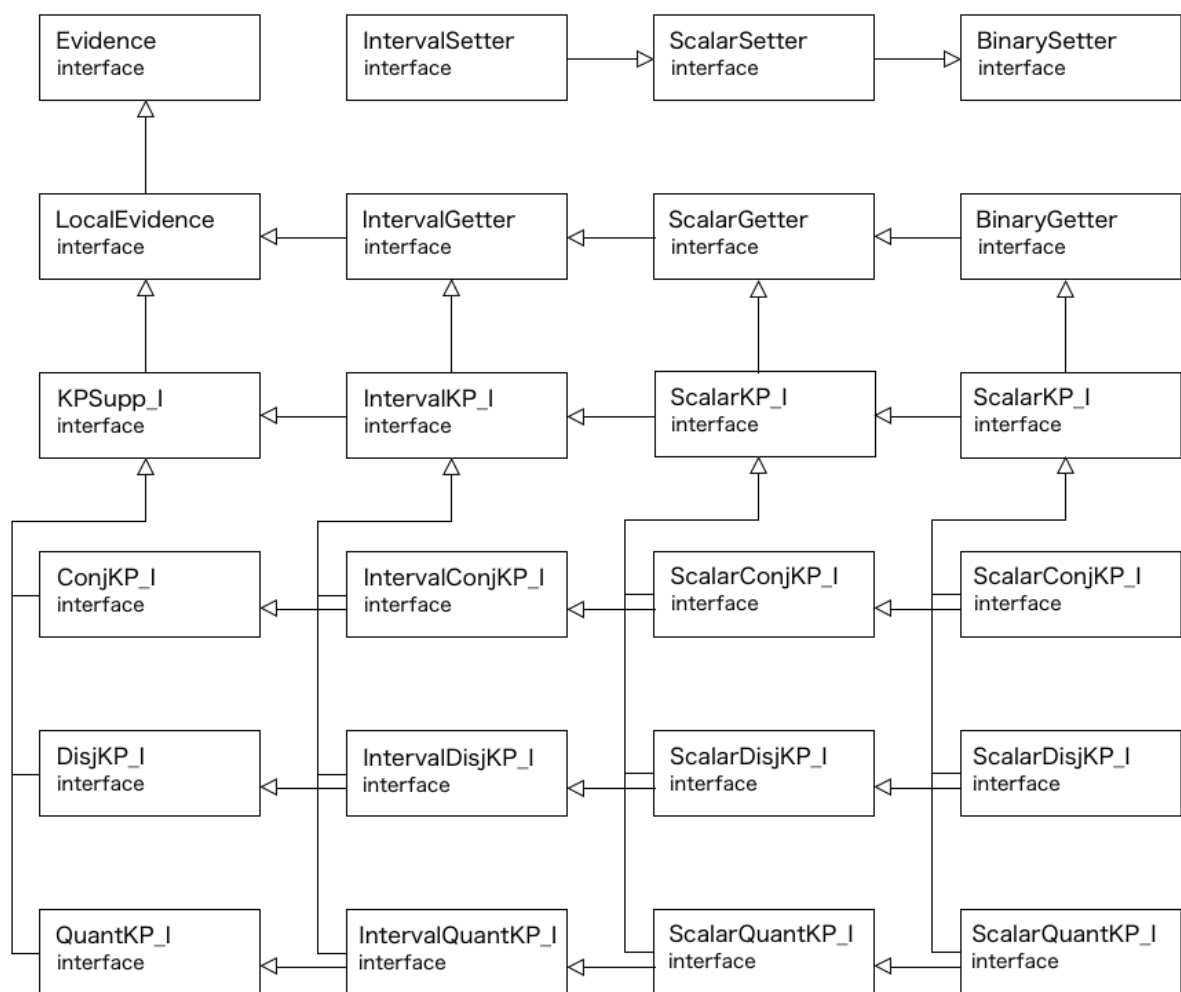 Evidence
interface
IntervalSetter
interface
ScalarSetter
interface
BinarySetter
interface
LocalEvidence
interface
IntervalGetter
interface
ScalarGetter
interface
BinaryGetter
interface
KPSupp_I
interface
IntervalKP_I
interface
ScalarKP_I
interface
ScalarKP_I
interface
ConjKP_I
interface
IntervalConjKP_I
interface
ScalarConjKP_I
interface
ScalarConjKP_I
interface
DisjKP_I
interface
IntervalDisjKP_I
interface
ScalarDisjKP_I
interface
ScalarDisjKP_I
interface
QuantKP_I
interface
IntervalQuantKP_I
interface
ScalarQuantKP_I
interface
ScalarQuantKP_I
interface